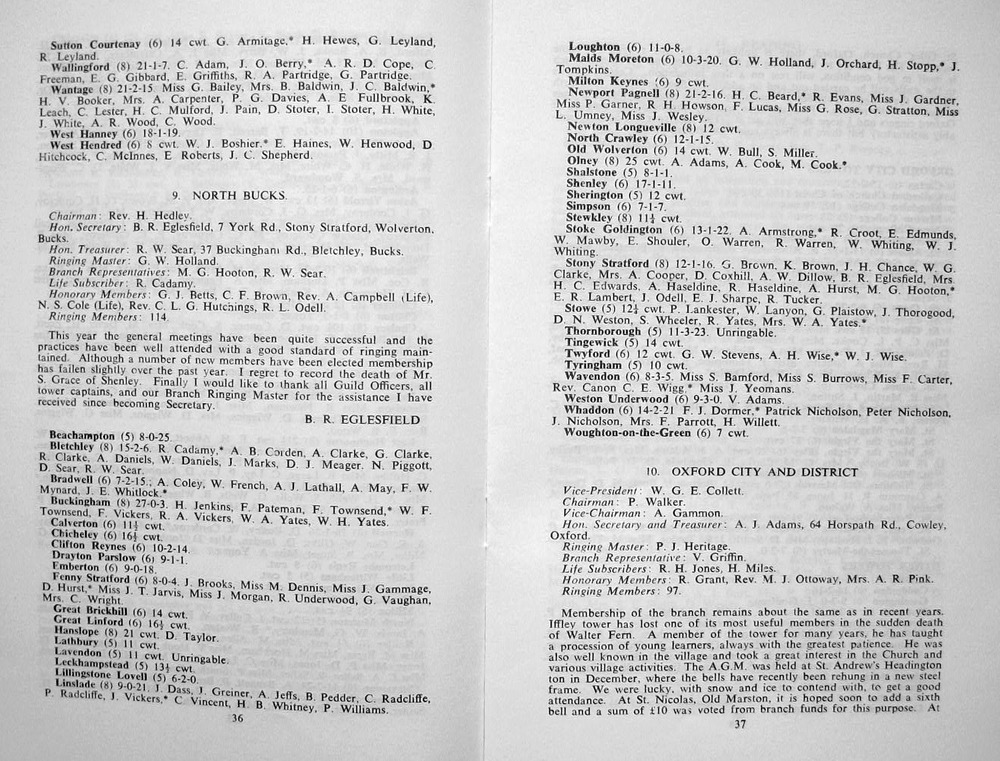 Sutton Courtenay (6) 14 cwt. G. Armitage,* H. Hewes, G. Leyland,
R. Leyland.
Wallingford (8) 21-1-7. C. Adam, J. O. Berry,* A. R. D. Cope, C.
Freeman, E. G. Gibbard, E. Griffiths, R. A. Partridge, G. Partridge.
Wantage (8) 21-2-15. Miss G. Bailey, Mrs. B. Baldwin, J. C. Baldwin,*
H. V. Booker, Mrs. A. Carpenter, P. G. Davies, A. E Fullbrook, K.
Leach, C. Lester, H. C. Mulford, J. Pain, D. Stoter, I. Stoter, H. White,
J. White, A. R. Wood, C. Wood.
West Hanney (6) 18-1-19.
West Hendred (6) 8 cwt. W. J. Boshier.* E. Haines, W. Henwood, D
Hitchcock, C. McInnes, E Roberts, J. C. Shepherd.
9. NORTH BUCKS.
Chairman: Rev. H. Hedley.
Hon. Secretary: B. R. Eglesfield, 7 York Rd., Stony Stratford, Wolverton,
Bucks.
Hon. Treasurer: R. W. Sear, 37 Buckingham Rd., Bletchley, Bucks.
Ringing Master: G. W. Holland.
Branch Representatives: M. G. Hooton, R. W. Sear.
Life Subscriber: R. Cadamy.
Honorary Members: G. J. Betts, C. F. Brown, Rev. A. Campbell (Life),
N. S. Cole (Life), Rev. C. L. G. Hutchings, R. L. Odell.
Ringing Members: 114.
This year the general meetings have been quite successful and the
practices have been well attended with a good standard of ringing main-
tained. Although a number of new members have been elected membership
has fallen slightly over the past year. I regret to record the death of Mr.
S. Grace of Shenley. Finally I would like to thank all Guild Officers, all
tower captains, and our Branch Ringing Master for the assistance I have
received since becoming Secretary.
B. R. EGLESFIELD
Beachampton (5) 8-0-25.
Bletchley (8) 15-2-6. R. Cadamy,* A. B. Corden, A. Clarke, G. Clarke,
R. Clarke, A. Daniels, W. Daniels, J. Marks, D. J. Meager. N. Piggott,
D. Sear, R. W. Sear.
Bradwell (6) 7-2-15.; A. Coley, W. French, A. J. Lathall, A. May, F. W.
Mynard, J. E. Whitlock.*
Buckingham (8) 27-0-3. H. Jenkins, F. Pateman, F. Townsend,* W. F.
Townsend, F. Vickers, R. A. Vickers, W. A. Yates, W. H. Yates.
Calverton (6) 11½ cwt.
Chicheley (6) 16½ cwt.
Clifton Reynes (6) 10-2-14.
Drayton Parslow (6) 9-1-1.
Emberton (6) 9-0-18.
Fenny Stratford (6) 8-0-4. J. Brooks, Miss M. Dennis, Miss J. Gammage,
D. Hurst,* Miss J. T. Jarvis, Miss J. Morgan, R. Underwood, G. Vaughan,
Mrs. C. Wright.
Great Brickhill (6) 14 cwt.
Great Linford (6) 16½ cwt.
Hanslope (8) 21 cwt. D. Taylor.
Lathbury (5) 11 cwt.
Lavendon (5) 11 cwt. Unringable.
Leckhampstead (5) 13½ cwt.
Lillingstone Lovell (5) 6-2-0.
Linslade (8) 9-0-21. J. Dass, J. Greiner, A. Jeffs, B. Pedder, C. Radcliffe,
P. Radcliffe, J. Vickers,* C. Vincent, H. B. Whitney, P. Williams.
36
Loughton (6) 11-0-8.
Malds Moreton (6) 10-3-20. G. W. Holland, J. Orchard, H. Stopp,* J.
Tompkins.
Milton Keynes (6) 9 cwt.
Newport Pagnell (8) 21-2-16. H. C. Beard,* R. Evans, Miss J. Gardner,
Miss P. Garner, R H. Howson, F. Lucas, Miss G. Rose, G. Stratton, Miss
L. Umney, Miss J. Wesley.
Newton Longueville (8) 12 cwt.
North Crawley (6) 12-1-15.
Old Wolverton (6) 14 cwt. W. Bull, S. Miller.
Olney (8) 25 cwt. A. Adams, A. Cook, M. Cook.*
Shalstone (5) 8-1-1.
Shenley (6) 17-1-11.
Sherington (5) 12 cwt.
Simpson (6) 7-1-7.
Stewkley (8) 11½ cwt.
Stoke Goldington (6) 13-1-22. A. Armstrong,* R. Croot, E. Edmunds,
W. Mawby, E. Shouler, O. Warren, R. Warren, W. Whiting, W. J.
Whiting.
Stony Stratford (8) 12-1-16. G. Brown, K. Brown, J. H. Chance, W. G.
Clarke, Mrs. A. Cooper, D. Coxhill, A. W. Dillow, B. R. Eglesfield, Mrs.
H. C. Edwards, A. Haseldine, R. Haseldine, A. Hurst, M. G. Hooton,*
E. R. Lambert, J. Odell, E. J. Sharpe, R. Tucker.
Stowe (5) 12½ cwt. P. Lankester, W. Lanyon, G. Plaistow, J. Thorogood,
D. N. Weston, S. Wheeler, R. Yates, Mrs. W. A. Yates.*
Thornborough (5) 11-3-23. Unringable.
Tingewick (5) 14 cwt.
Twyford (6) 12 cwt. G. W. Stevens, A. H. Wise,* W. J. Wise.
Tyringham (5) 10 cwt.
Wavendon (6) 8-3-5. Miss S. Bamford, Miss S. Burrows, Miss F. Carter,
Rev. Canon C. E. Wigg,* Miss J. Yeomans.
Weston Underwood (6) 9-3-0. V. Adams.
Whaddon (6) 14-2-21 F. J. Dormer,* Patrick Nicholson, Peter Nicholson,
J. Nicholson, Mrs. F. Parrott, H. Willett.
Woughton-on-the-Green (6) 7 cwt.
10. OXFORD CITY AND DISTRICT
Vice-President: W. G. E. Collett.
Chairman: P. Walker.
Vice-Chairman: A. Gammon.
Hon. Secretary and Treasurer: A. J. Adams, 64 Horspath Rd., Cowley,
Oxford.
Ringing Master: P. J. Heritage.
Branch Representative: V. Griffin.
Life Subscribers: R. H. Jones, H. Miles.
Honorary Members: R. Grant, Rev. M. J. Ottoway, Mrs. A. R. Pink.
Ringing Members: 97.
Membership of the branch remains about the same as in recent years.
Iffley tower has lost one of its most useful members in the sudden death
of Walter Fern. A member of the tower for many years, he has taught
a procession of young learners, always with the greatest patience. He was
also well known in the village and took a great interest in the Church and
various village activities. The A.G.M. was held at St. Andrew's Headington
ton in December, where the bells have recently been rehung in a new steel
frame. We were lucky, with snow and ice to contend with, to get a good
attendance. At St. Nicolas, Old Marston, it is hoped soon to add a sixth
bell and a sum of £10 was voted from branch funds for this purpose. At
37